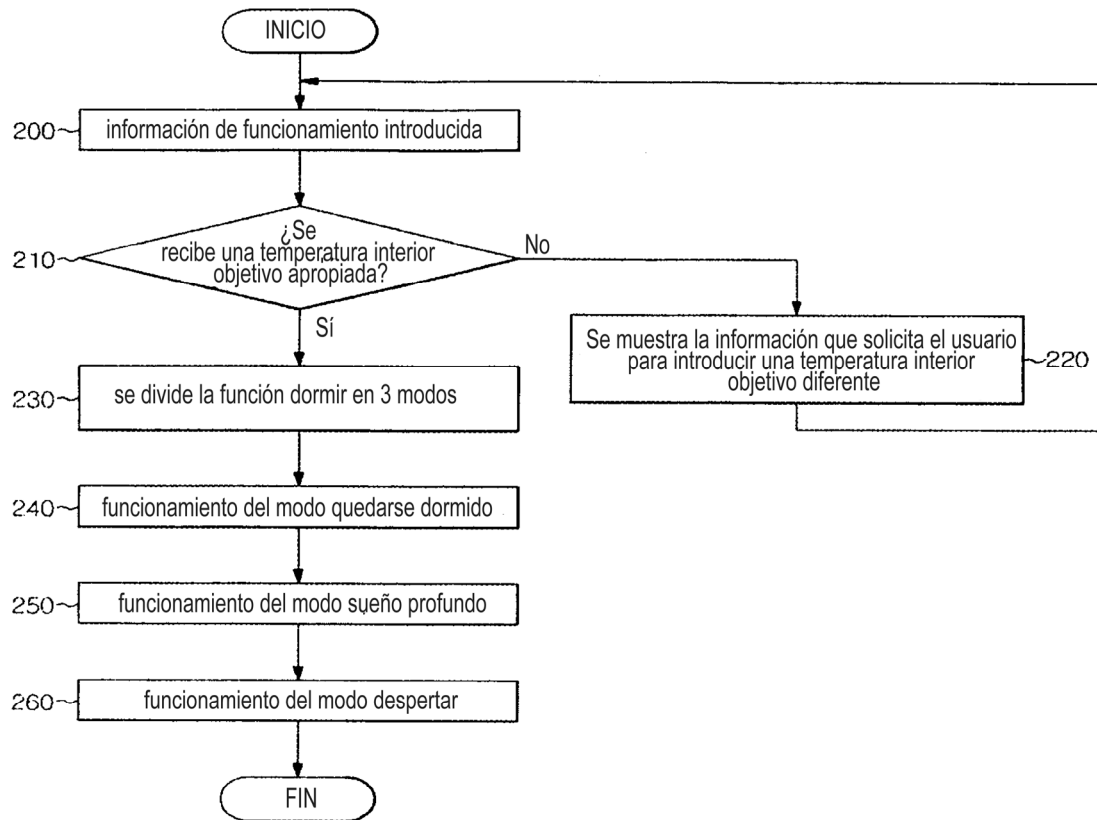 INICIO
200
información de funcionamiento introducida
¿Se
recibe una temperatura interior
objetivo apropiada?
210
No
Sí
Se muestra la información que solicita el usuario
para introducir una temperatura interior
objetivo diferente
220
230
se divide la función dormir en 3 modos
240
funcionamiento del modo quedarse dormido
250
funcionamiento del modo sueño profundo
260
funcionamiento del modo despertar
FIN